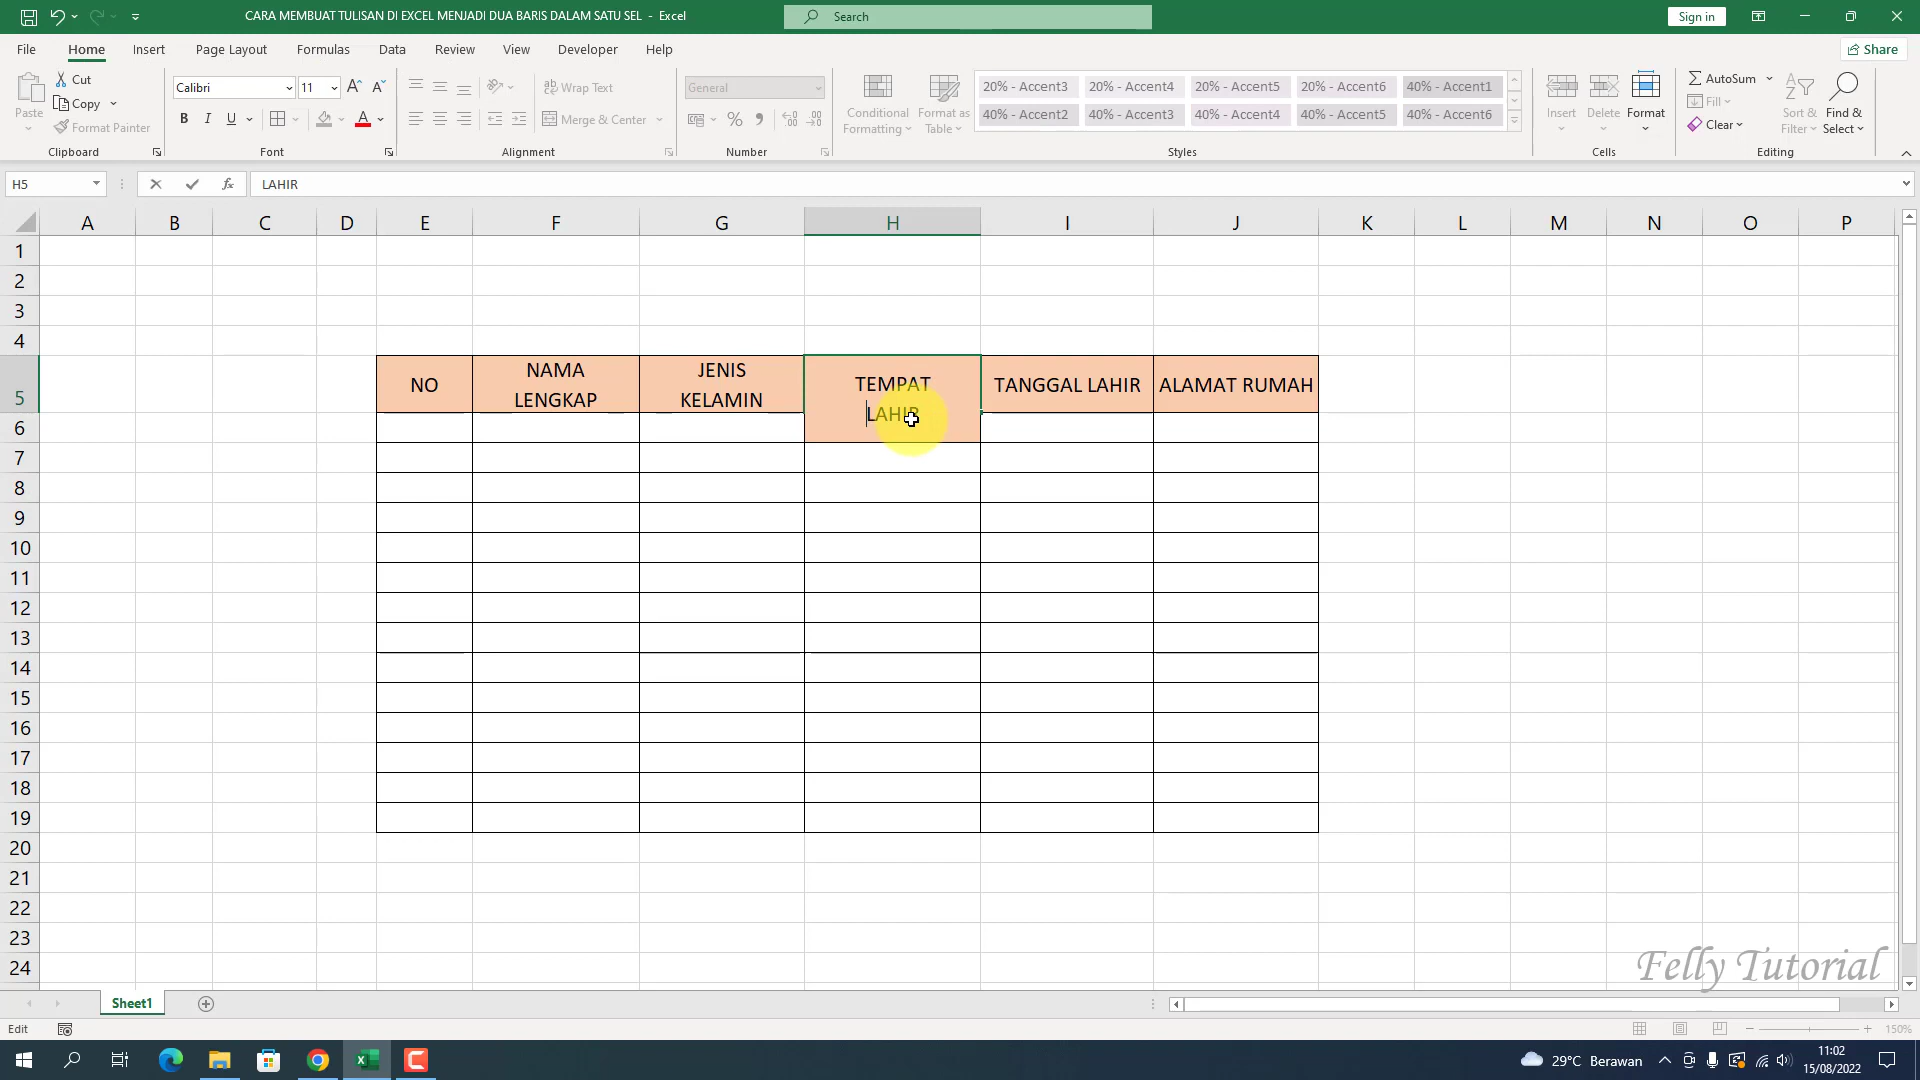 CARA MEMBUAT TULISAN DI EXCEL MENJADI DUA BARIS DALAM SATU SEL - Excel
Search
Sign in
File Home Insert Page Layout Formulas Data Review View Developer Help
Share
Paste
Cut
Copy
Format Painter
Clipboard
Calibri 11
B I U
Font
Wrap Text
Merge & Center
Alignment
General
Number
Conditional Formatting
Format as Table
20% - Accent3 20% - Accent4 20% - Accent5 20% - Accent6 40% - Accent1
40% - Accent2 40% - Accent3 40% - Accent4 40% - Accent5 40% - Accent6
Styles
Insert Delete Format
Cells
AutoSum
Fill
Clear
Sort & Filter
Find & Select
Editing
H5
fx
LAHIR
A B C D E F G H I J K L M N O P
1
2
3
4
5
NO
NAMA LENGKAP
JENIS KELAMIN
TEMPAT
LAHIR
TANGGAL LAHIR
ALAMAT RUMAH
6
7
8
9
10
11
12
13
14
15
16
17
18
19
20
21
22
23
24
Felly Tutorial
Sheet1
Edit
150%
29°C Berawan
11:02
15/08/2022